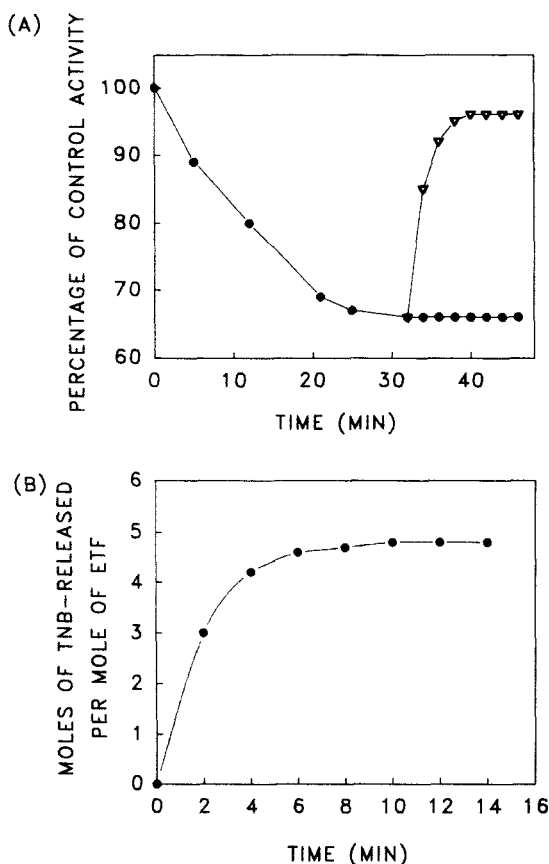 (A)
PERCENTAGE OF CONTROL ACTIVITY
100
90
80
70
60
0 10 20 30 40
TIME (MIN)
(B)
MOLES OF TNB-RELEASED
PER MOLE OF ETF
6
5
4
3
2
1
0
0 2 4 6 8 10 12 14 16
TIME (MIN)